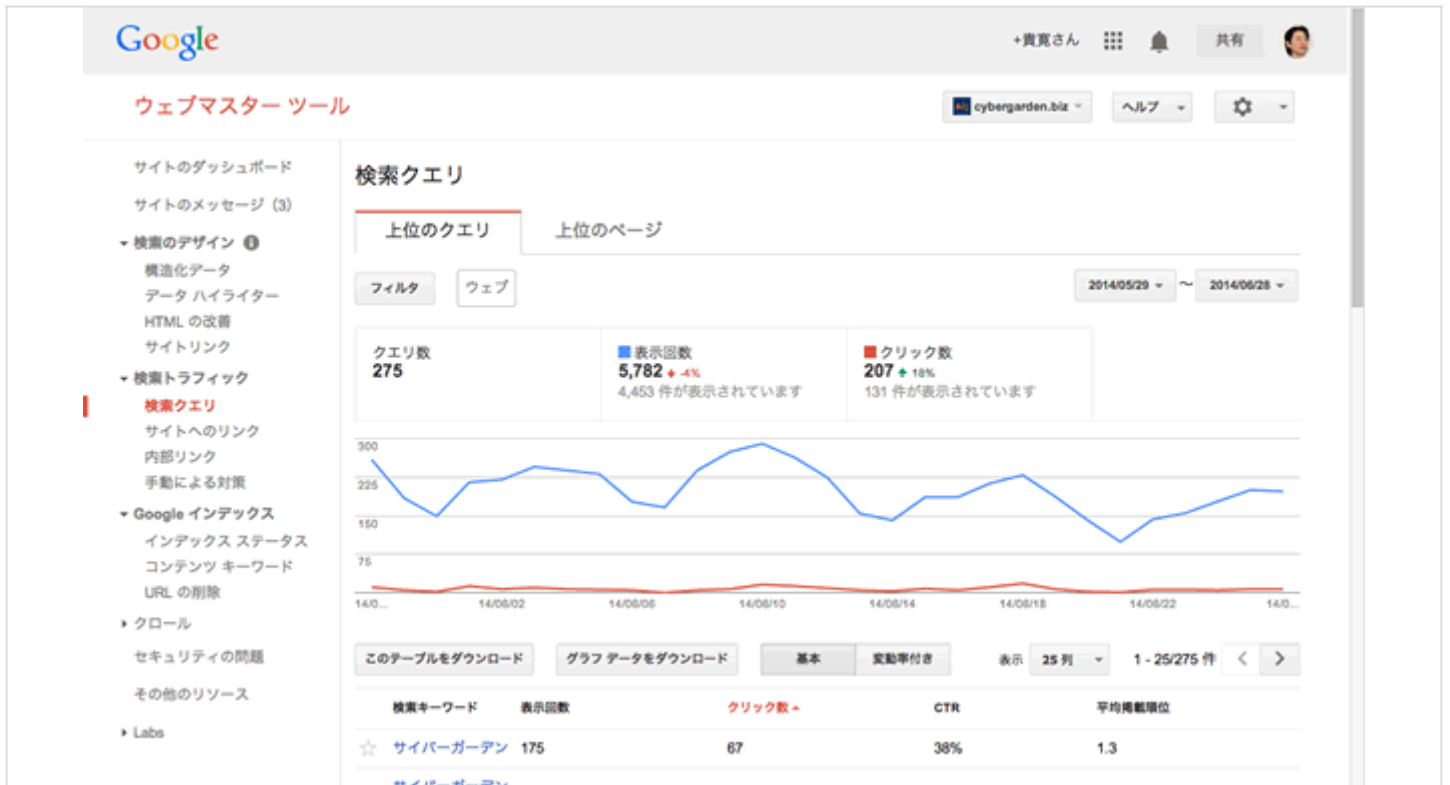 Google
+貴寛さん 共有
ウェブマスター ツール
cybergarden.biz ヘルプ
サイトのダッシュボード
サイトのメッセージ (3)
検索のデザイン
構造化データ
データ ハイライター
HTML の改善
サイトリンク
検索トラフィック
検索クエリ
サイトへのリンク
内部リンク
手動による対策
Google インデックス
インデックス ステータス
コンテンツ キーワード
URL の削除
クロール
セキュリティの問題
その他のリソース
Labs
検索クエリ
上位のクエリ 上位のページ
フィルタ ウェブ 2014/05/29 〜 2014/06/28
クエリ数 表示回数 クリック数
275 5,782 -4% 207 18%
4,453 件が表示されています 131 件が表示されています
300
225
150
75
14/0... 14/06/02 14/06/06 14/06/10 14/06/14 14/06/18 14/06/22 14/0...
このテーブルをダウンロード グラフ データをダウンロード 基本 変動率付き 表示 25 列 1 - 25/275 件
検索キーワード 表示回数 クリック数 CTR 平均掲載順位
サイバーガーデン 175 67 38% 1.3